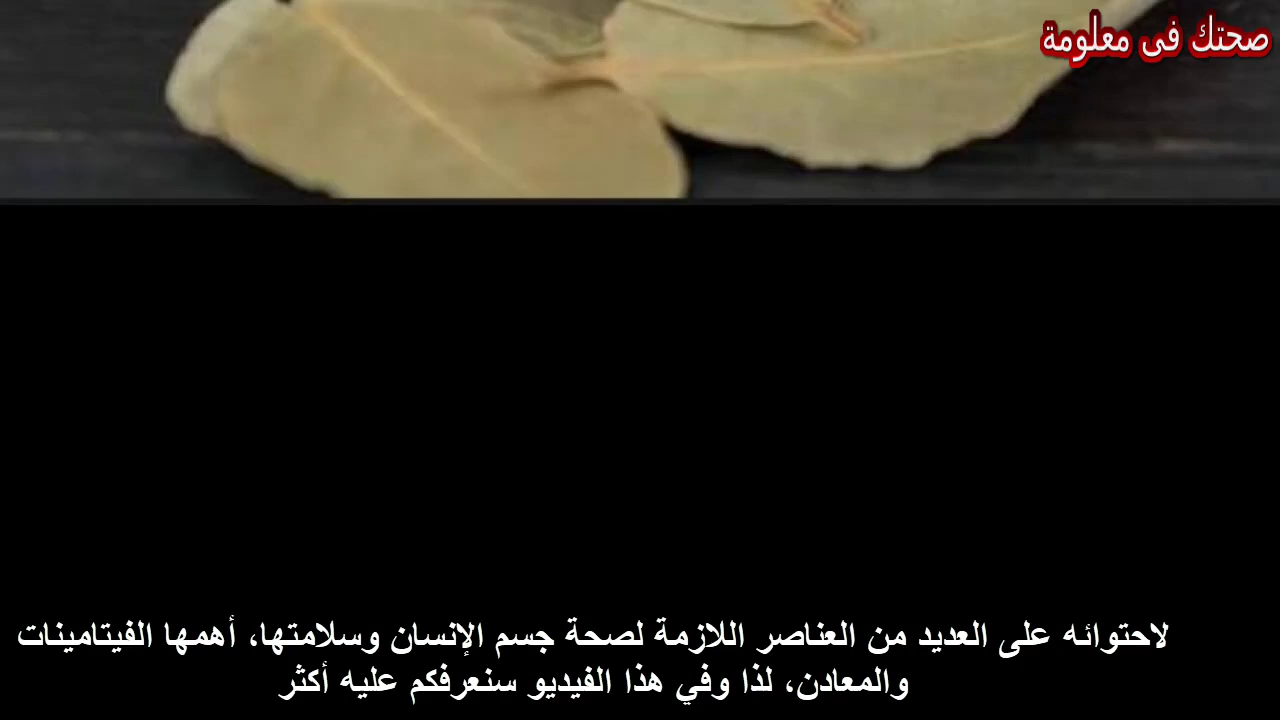 صحتك فى معلومة
لاحتوائه على العديد من العناصر اللازمة لصحة جسم الإنسان وسلامتها، أهمها الفيتامينات
والمعادن، لذا وفي هذا الفيديو سنعرفكم عليه أكثر